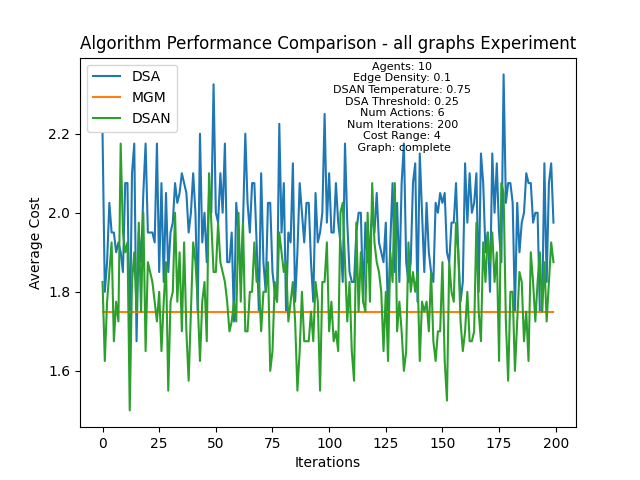 Algorithm Performance Comparison - all graphs Experiment
DSA
MGM
DSAN
Agents: 10
Edge Density: 0.1
DSAN Temperature: 0.75
DSA Threshold: 0.25
Num Actions: 6
Num Iterations: 200
Cost Range: 4
Graph: complete
Average Cost
2.2
2.0
1.8
1.6
0
25
50
75
100
125
150
175
200
Iterations